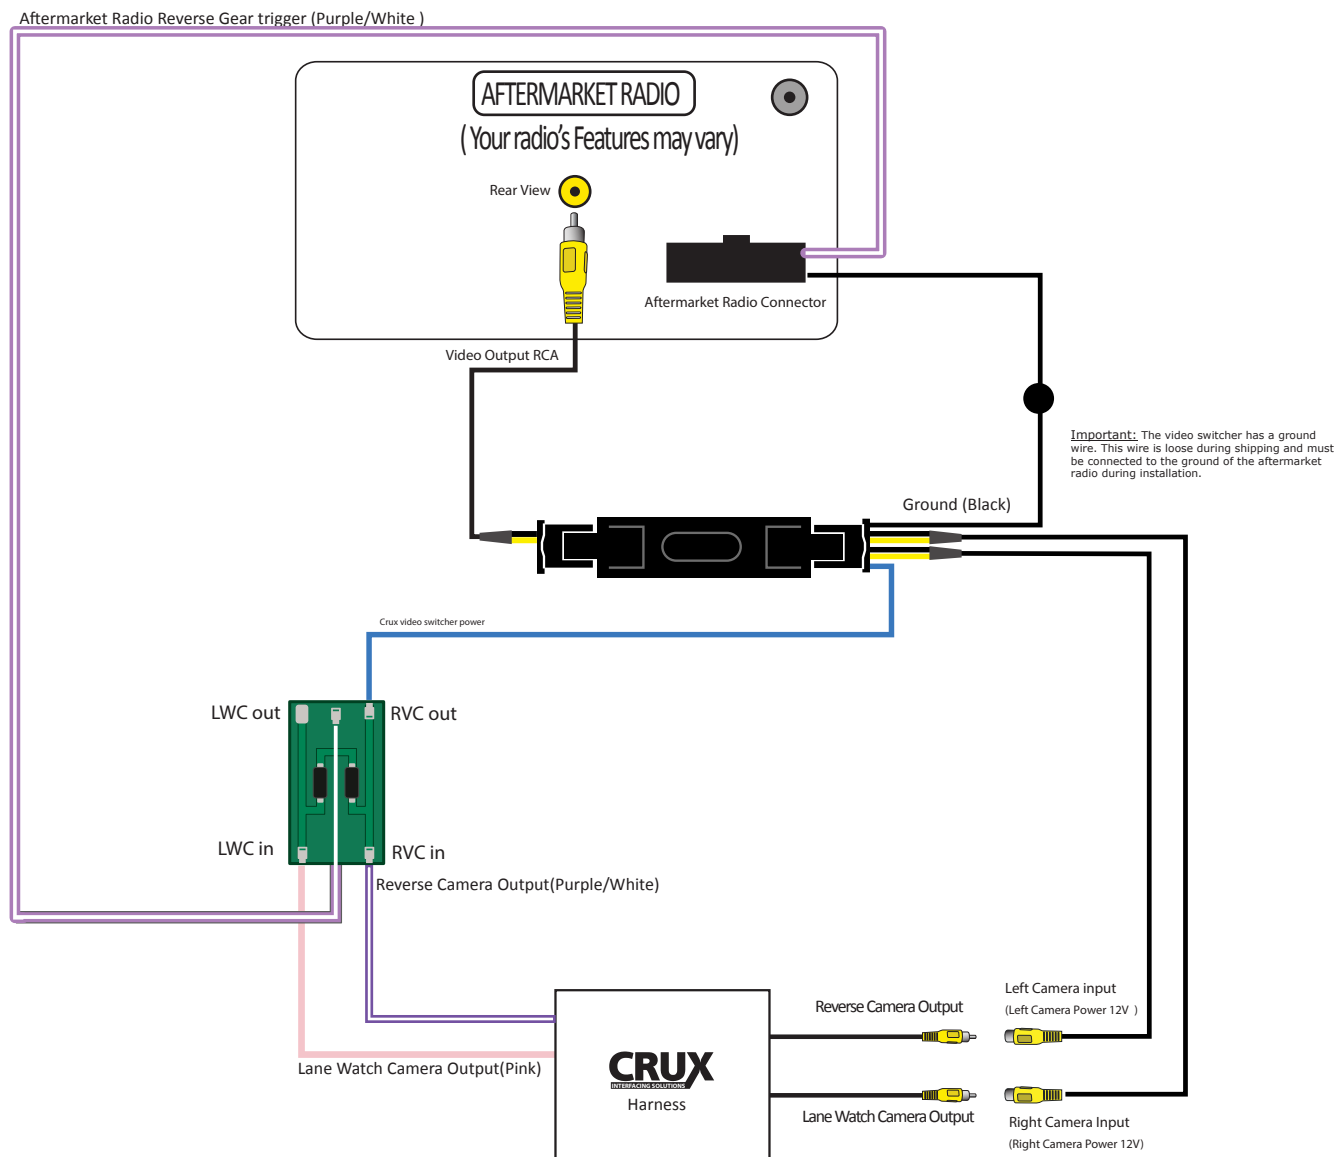 Aftermarket Radio Reverse Gear trigger (Purple/White )
AFTERMARKET RADIO
( Your radio's Features may vary)
Rear View
Aftermarket Radio Connector
Video Output RCA
Important: The video switcher has a ground
wire. This wire is loose during shipping and must
be connected to the ground of the aftermarket
radio during installation.
Ground (Black)
Crux video switcher power
LWC out
RVC out
LWC in
RVC in
Reverse Camera Output(Purple/White)
Lane Watch Camera Output(Pink)
CRUX
INTERFACING SOLUTIONS
Harness
Reverse Camera Output
Left Camera input
(Left Camera Power 12V )
Lane Watch Camera Output
Right Camera Input
(Right Camera Power 12V)